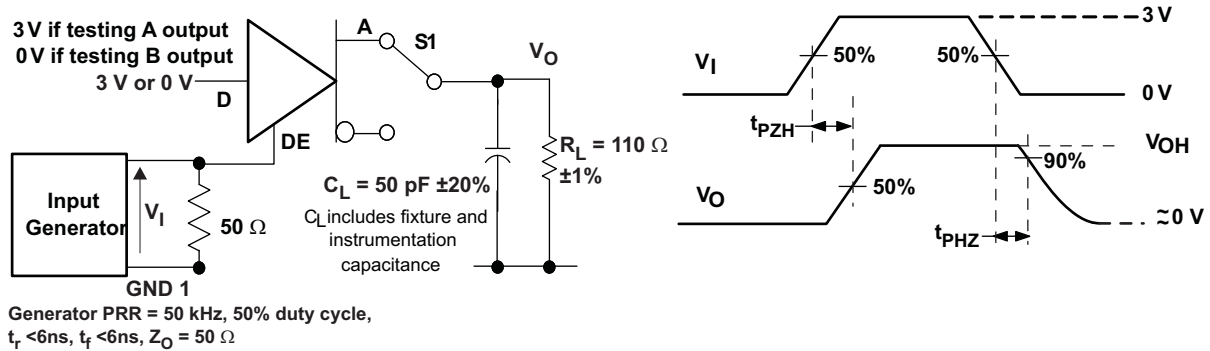 3 V if testing A output
0 V if testing B output
3 V or 0 V
D
DE
A
S1
V_O
R_L = 110 Ω
±1%
C_L = 50 pF ±20%
C_L includes fixture and
instrumentation
capacitance
Input
Generator
V_I
50 Ω
GND 1
Generator PRR = 50 kHz, 50% duty cycle,
t_r <6ns, t_f <6ns, Z_O = 50 Ω
3 V
V_I
50%
50%
0 V
t_PZH
V_OH
90%
V_O
50%
≈0 V
t_PHZ